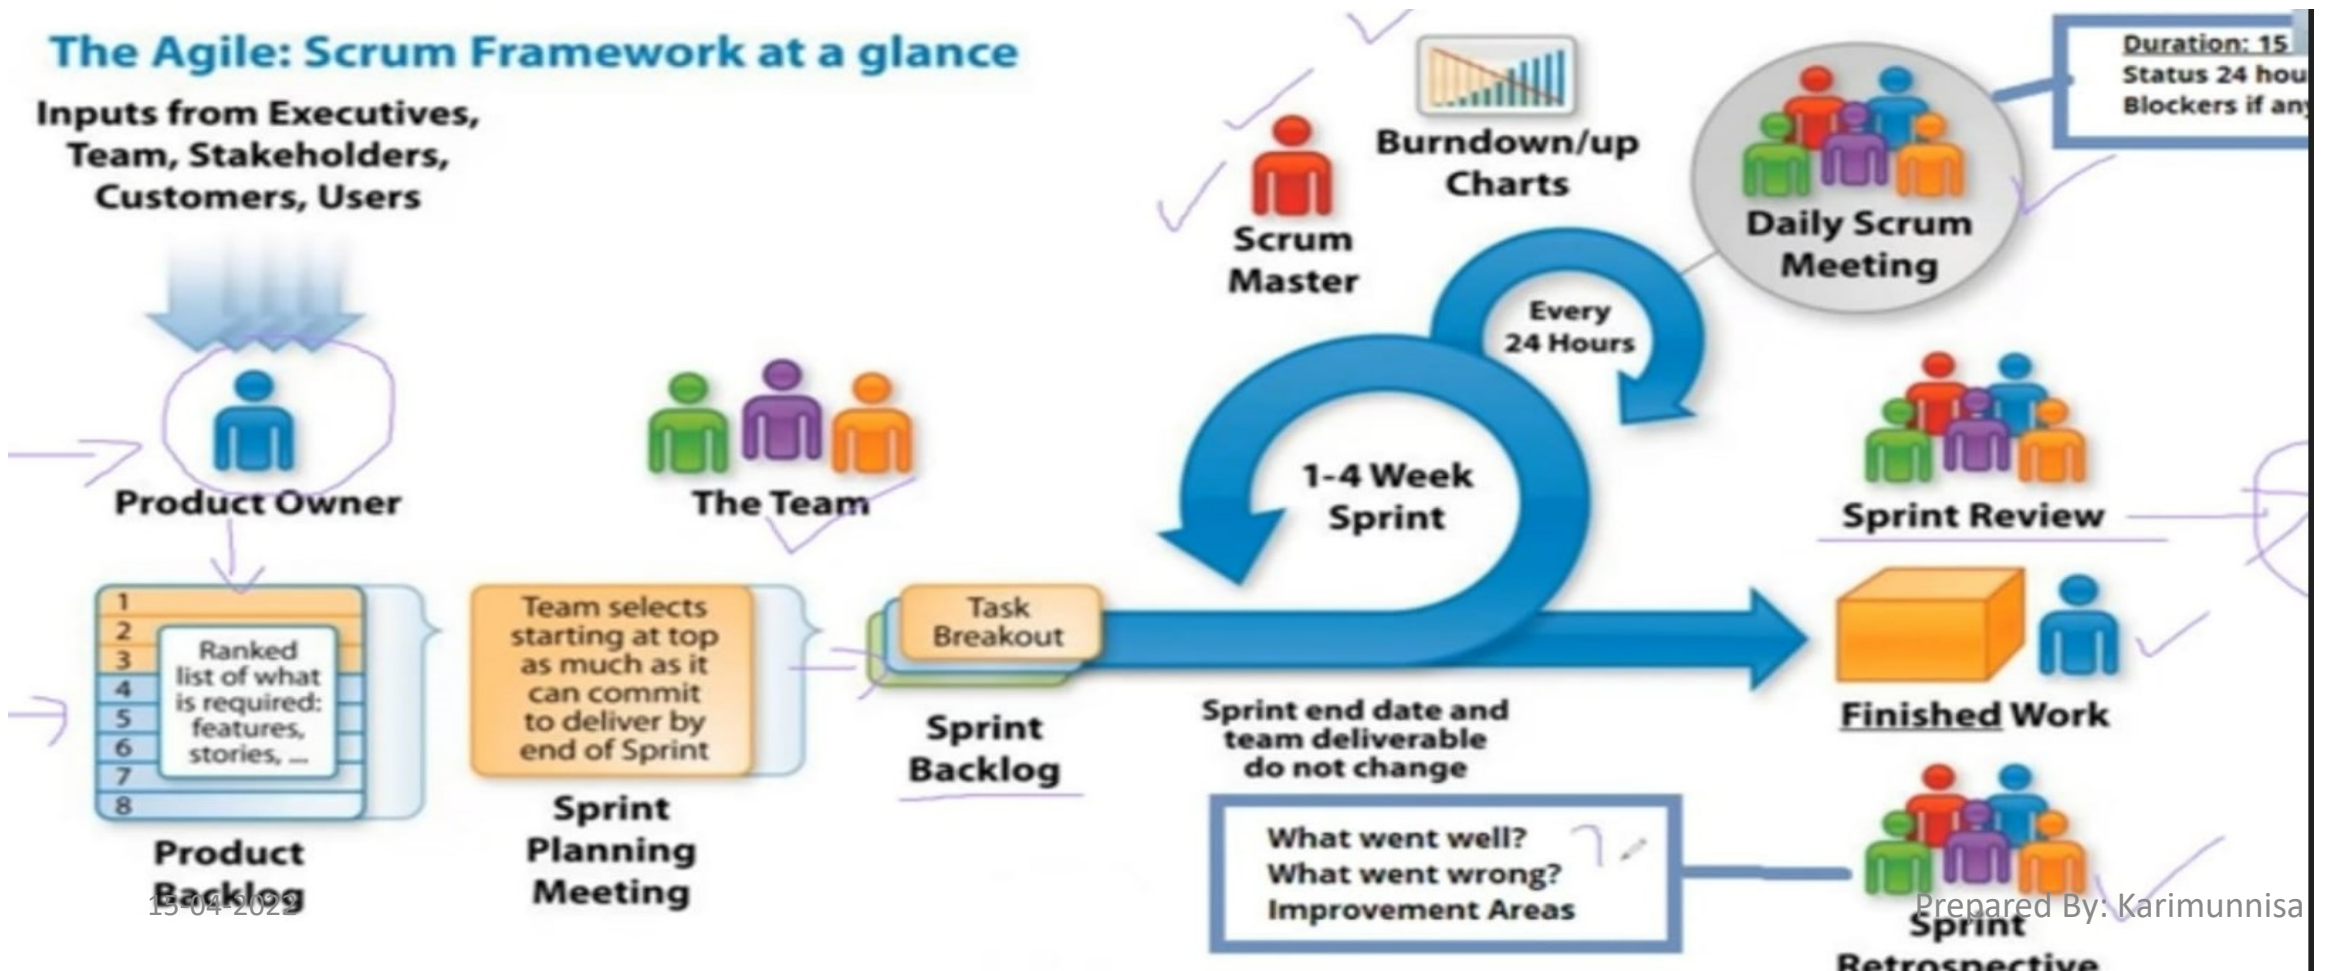 The Agile: Scrum Framework at a glance
Inputs from Executives,
Team, Stakeholders,
Customers, Users
Product Owner
The Team
1
2
3
4
5
6
7
8
Ranked
list of what
is required:
features,
stories, ...
Product
Backlog
15-04-2022
Team selects
starting at top
as much as it
can commit
to deliver by
end of Sprint
Sprint
Planning
Meeting
Task
Breakout
Sprint
Backlog
Scrum
Master
Burndown/up
Charts
Every
24 Hours
1-4 Week
Sprint
Daily Scrum
Meeting
Duration: 15
Status 24 hou
Blockers if any
Sprint Review
Finished Work
Sprint end date and
team deliverable
do not change
What went well?
What went wrong?
Improvement Areas
Prepared By: Karimunnisa
Sprint
Retrospective